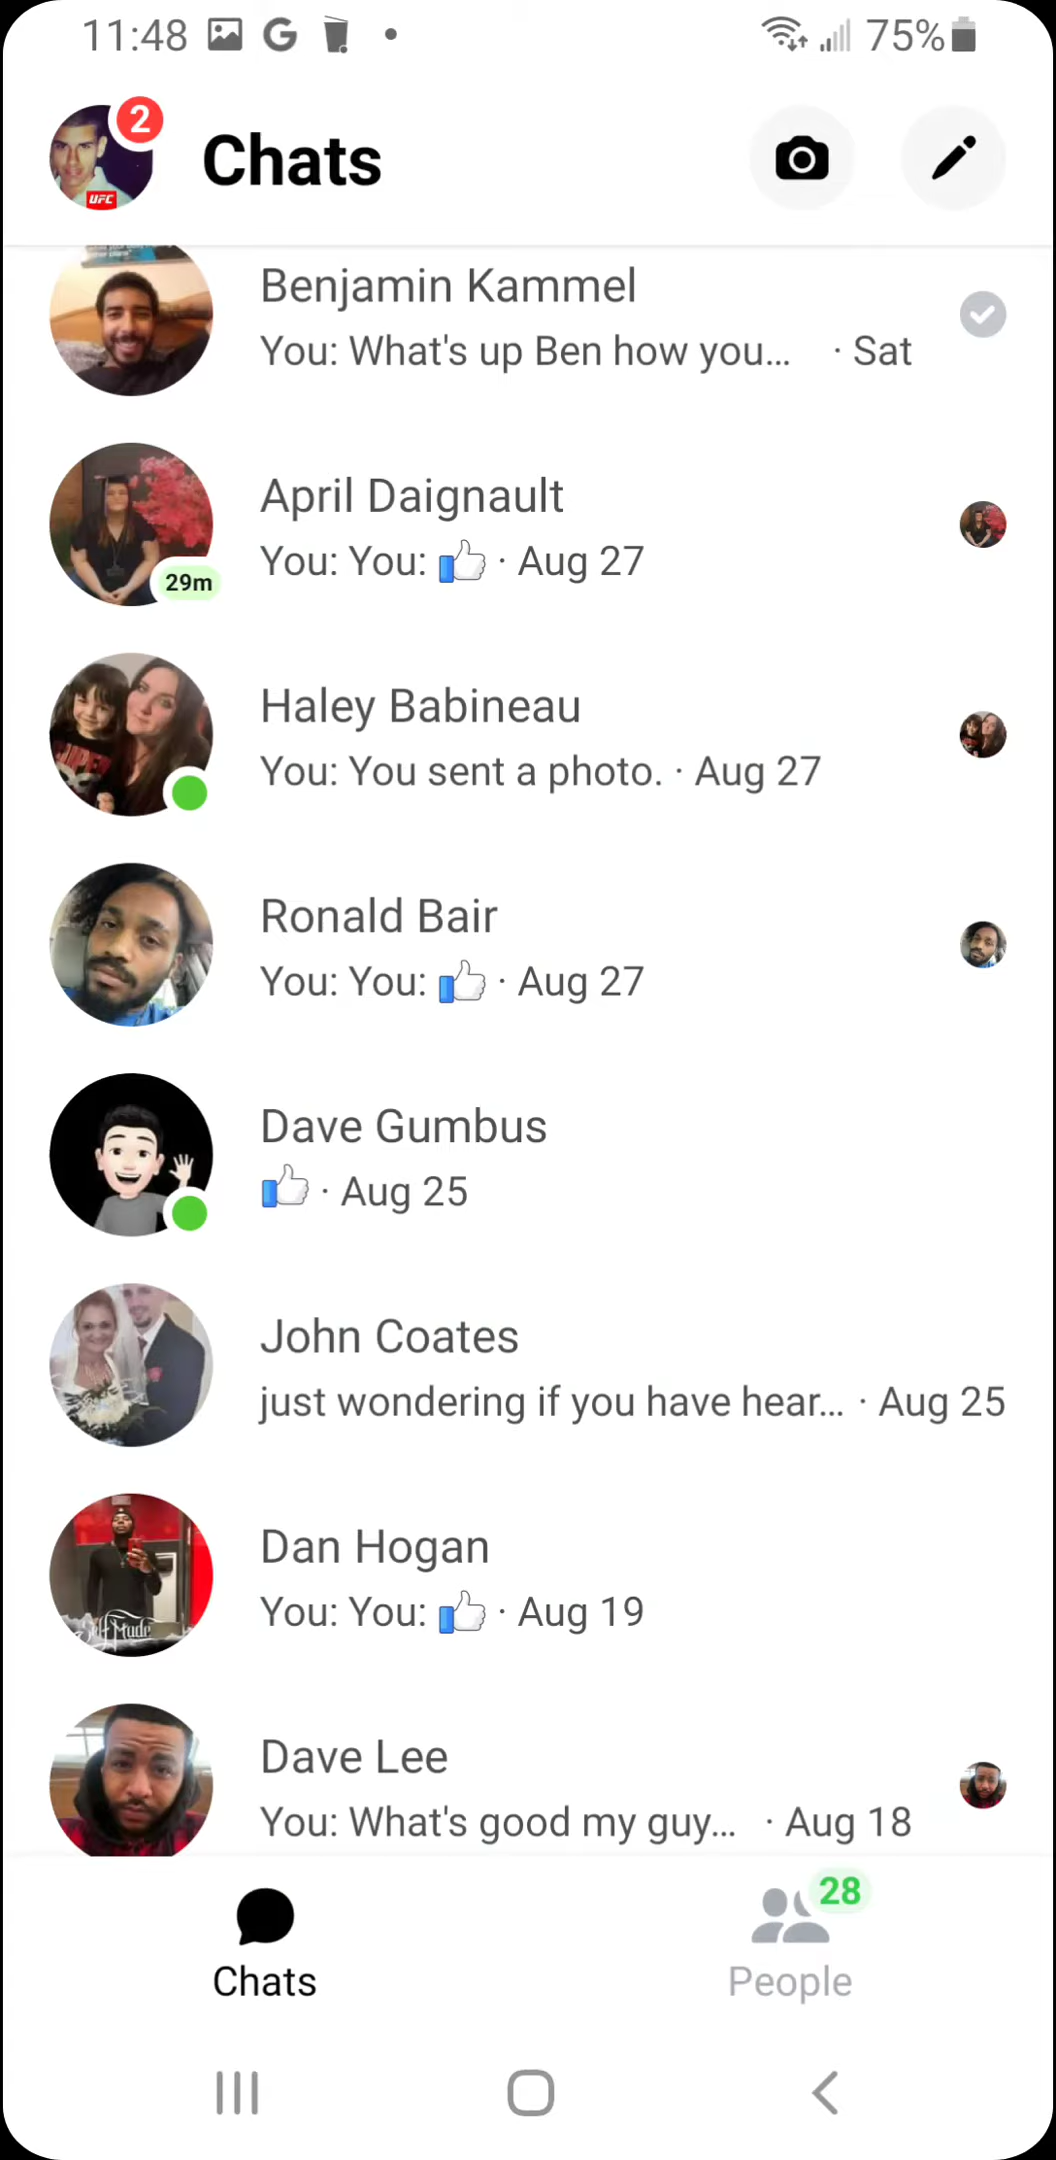 11:48 G 75%
2
UFC
Chats
Benjamin Kammel
You: What's up Ben how you... · Sat
April Daignault
You: You: 👍 · Aug 27
29m
Haley Babineau
You: You sent a photo. · Aug 27
Ronald Bair
You: You: 👍 · Aug 27
Dave Gumbus
👍 · Aug 25
John Coates
just wondering if you have hear... · Aug 25
Dan Hogan
You: You: 👍 · Aug 19
Self Made
Dave Lee
You: What's good my guy... · Aug 18
28
Chats
People